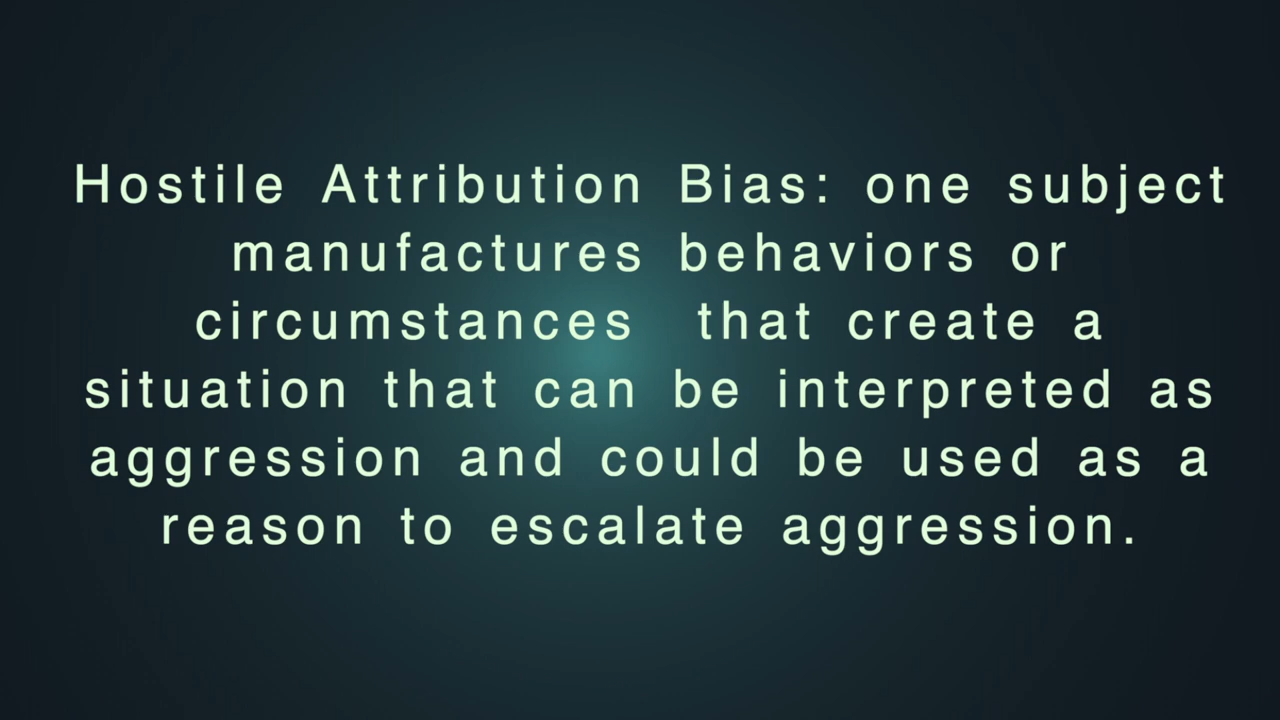 Hostile Attribution Bias: one subject
manufactures behaviors or
circumstances that create a
situation that can be interpreted as
aggression and could be used as a
reason to escalate aggression.